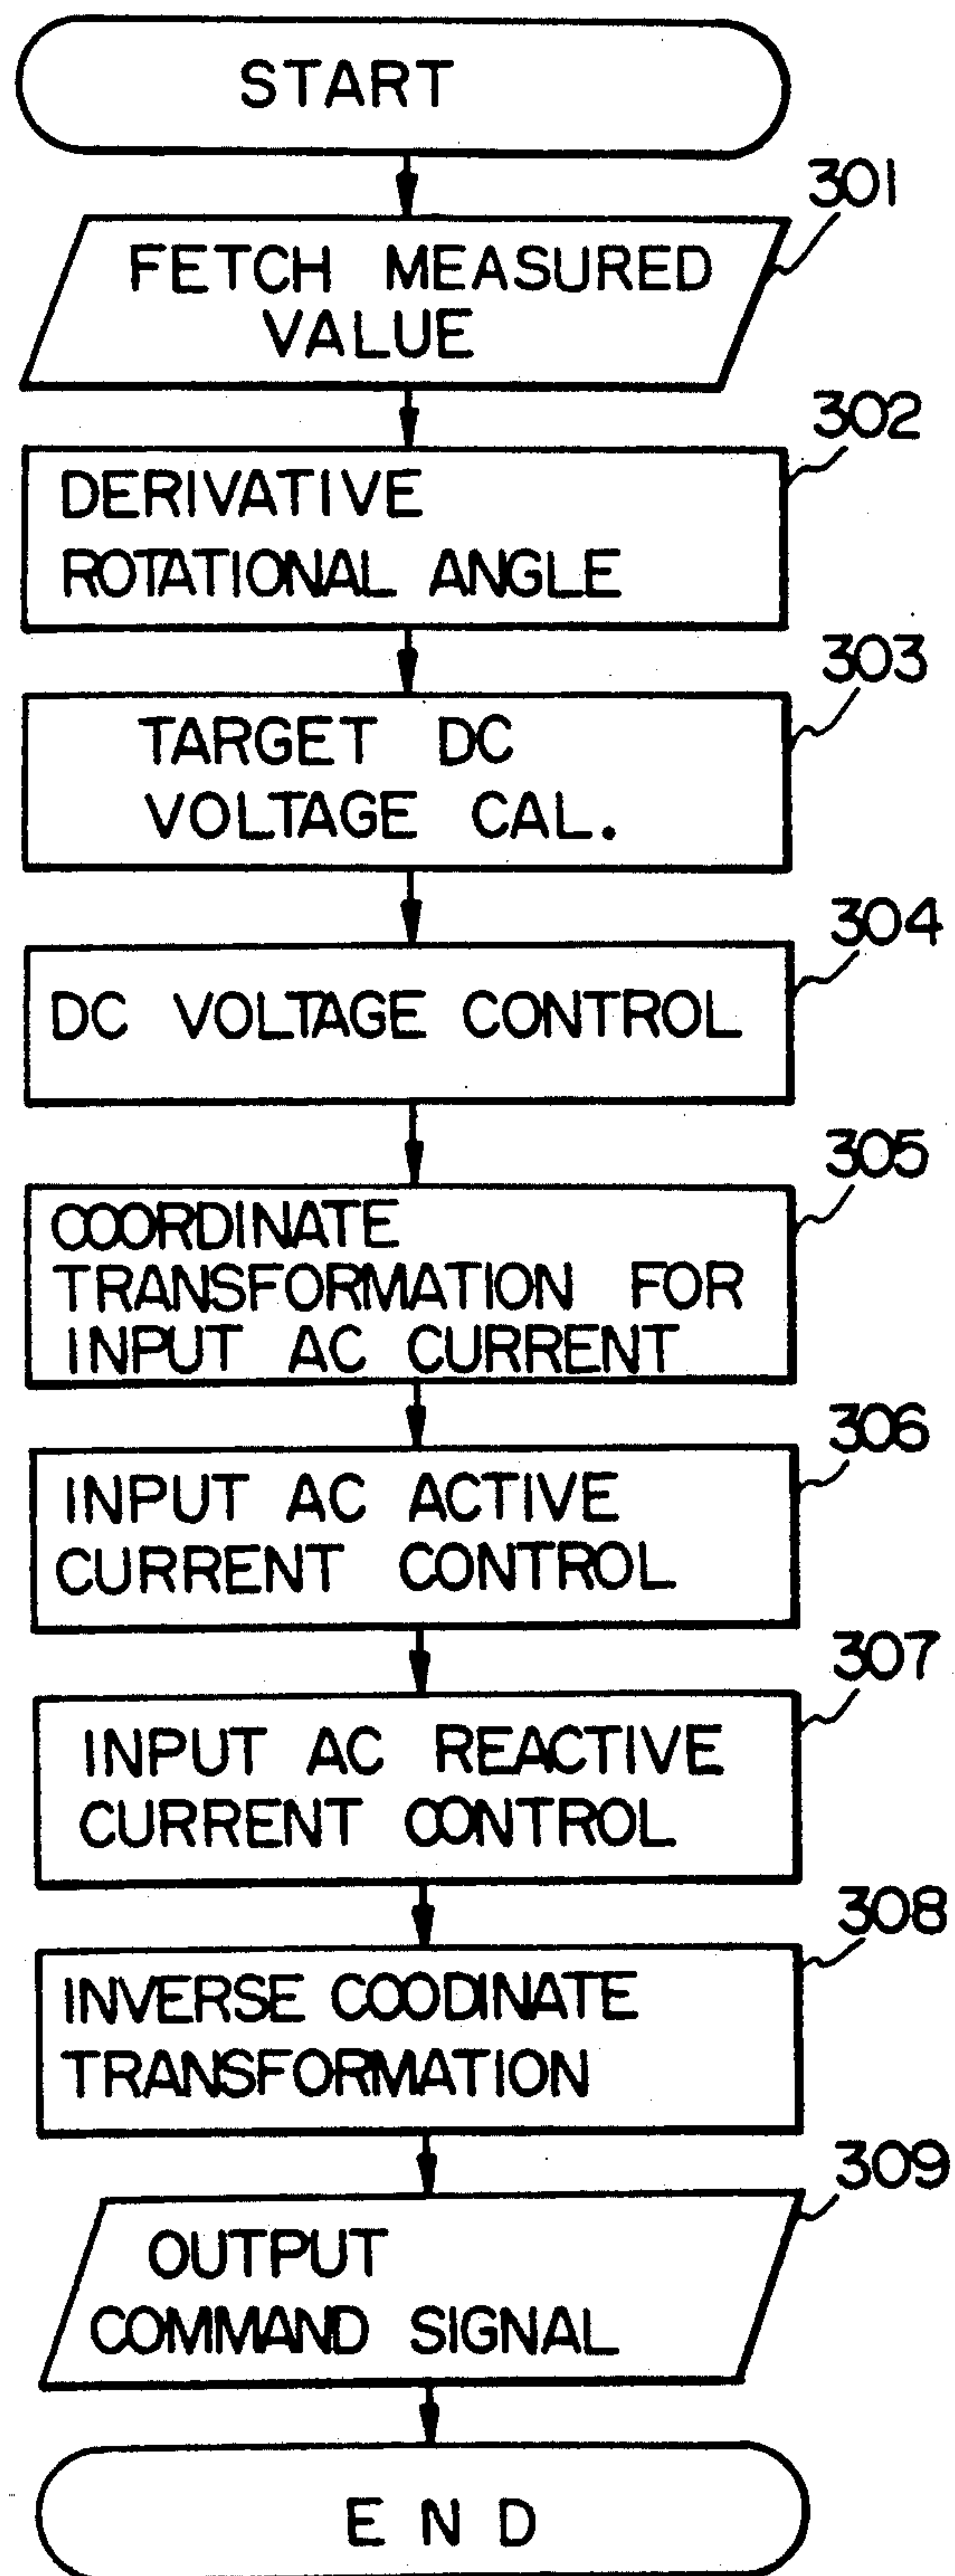 START
301
FETCH MEASURED
VALUE
302
DERIVATIVE
ROTATIONAL ANGLE
303
TARGET DC
VOLTAGE CAL.
304
DC VOLTAGE CONTROL
305
COORDINATE
TRANSFORMATION FOR
INPUT AC CURRENT
306
INPUT AC ACTIVE
CURRENT CONTROL
307
INPUT AC REACTIVE
CURRENT CONTROL
308
INVERSE COODINATE
TRANSFORMATION
309
OUTPUT
COMMAND SIGNAL
END